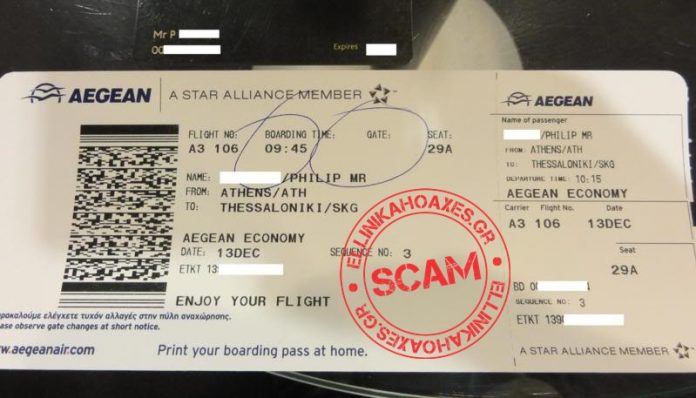 Mr P
00
Expires
AEGEAN
A STAR ALLIANCE MEMBER
FLIGHT NO: BOARDING TIME: GATE: SEAT:
A3 106 09:45 29A
NAME: /PHILIP MR
FROM: ATHENS/ATH
TO: THESSALONIKI/SKG
AEGEAN ECONOMY
DATE: 13DEC SEQUENCE NO: 3
ETKT 13
ENJOY YOUR FLIGHT
ρακαλούμε ελέγχετε τυχόν αλλαγές στην πύλη αναχώρησης.
ase observe gate changes at short notice.
w.aegeanair.com Print your boarding pass at home.
ELLINIKAHOAXES.GR
SCAM
ELLINIKAHOAXES.GR
AEGEAN
Name of passenger
/PHILIP MR
FROM: ATHENS/ATH
TO: THESSALONIKI/SKG
DEPARTURE TIME: 10:15
AEGEAN ECONOMY
Carrier Flight No. Date
A3 106 13DEC
Seat
29A
BD 00
SEQUENCE NO: 3
ETKT 139
A STAR ALLIANCE MEMBER